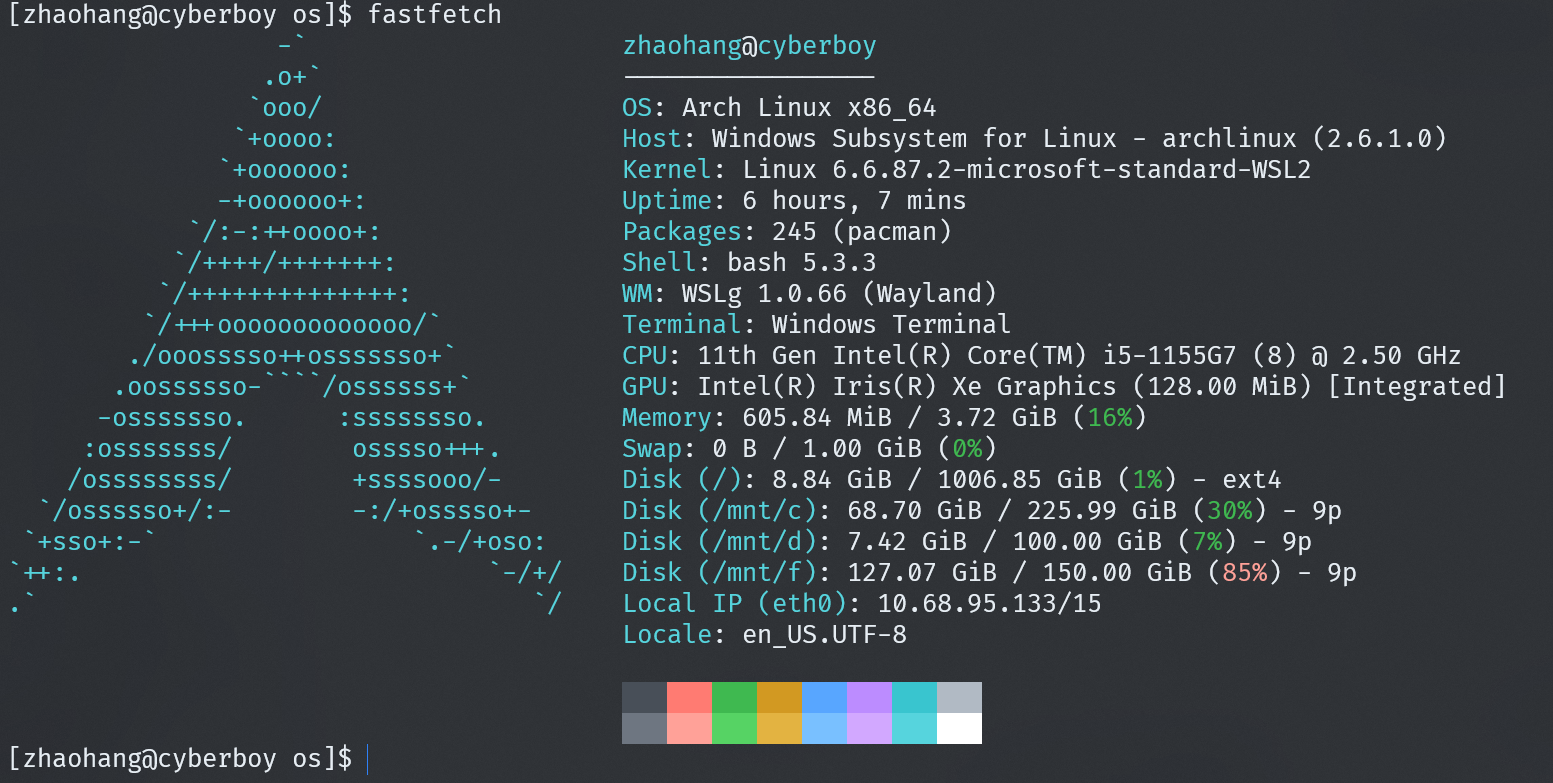 [zhaohang@cyberboy os]$ fastfetch
                  -`                     zhaohang@cyberboy
                 .o+`                    -----------------
                `ooo/                    OS: Arch Linux x86_64
               `+oooo:                   Host: Windows Subsystem for Linux - archlinux (2.6.1.0)
              `+oooooo:                  Kernel: Linux 6.6.87.2-microsoft-standard-WSL2
              -+oooooo+:                 Uptime: 6 hours, 7 mins
            `/:-:++oooo+:                Packages: 245 (pacman)
           `/++++/+++++++:               Shell: bash 5.3.3
          `/++++++++++++++:              WM: WSLg 1.0.66 (Wayland)
         `/+++ooooooooooooo/`            Terminal: Windows Terminal
        ./ooosssso++osssssso+`           CPU: 11th Gen Intel(R) Core(TM) i5-1155G7 (8) @ 2.50 GHz
       .oossssso-````/ossssss+`          GPU: Intel(R) Iris(R) Xe Graphics (128.00 MiB) [Integrated]
      -osssssso.      :ssssssso.         Memory: 605.84 MiB / 3.72 GiB (16%)
     :osssssss/        osssso+++.        Swap: 0 B / 1.00 GiB (0%)
    /ossssssss/        +ssssooo/-        Disk (/): 8.84 GiB / 1006.85 GiB (1%) - ext4
  `/ossssso+/:-        -:/+osssso+-      Disk (/mnt/c): 68.70 GiB / 225.99 GiB (30%) - 9p
 `+sso+:-`                 `.-/+oso:     Disk (/mnt/d): 7.42 GiB / 100.00 GiB (7%) - 9p
`++:.                           `-/+/    Disk (/mnt/f): 127.07 GiB / 150.00 GiB (85%) - 9p
.`                                 `/    Local IP (eth0): 10.68.95.133/15
                                         Locale: en_US.UTF-8
[zhaohang@cyberboy os]$